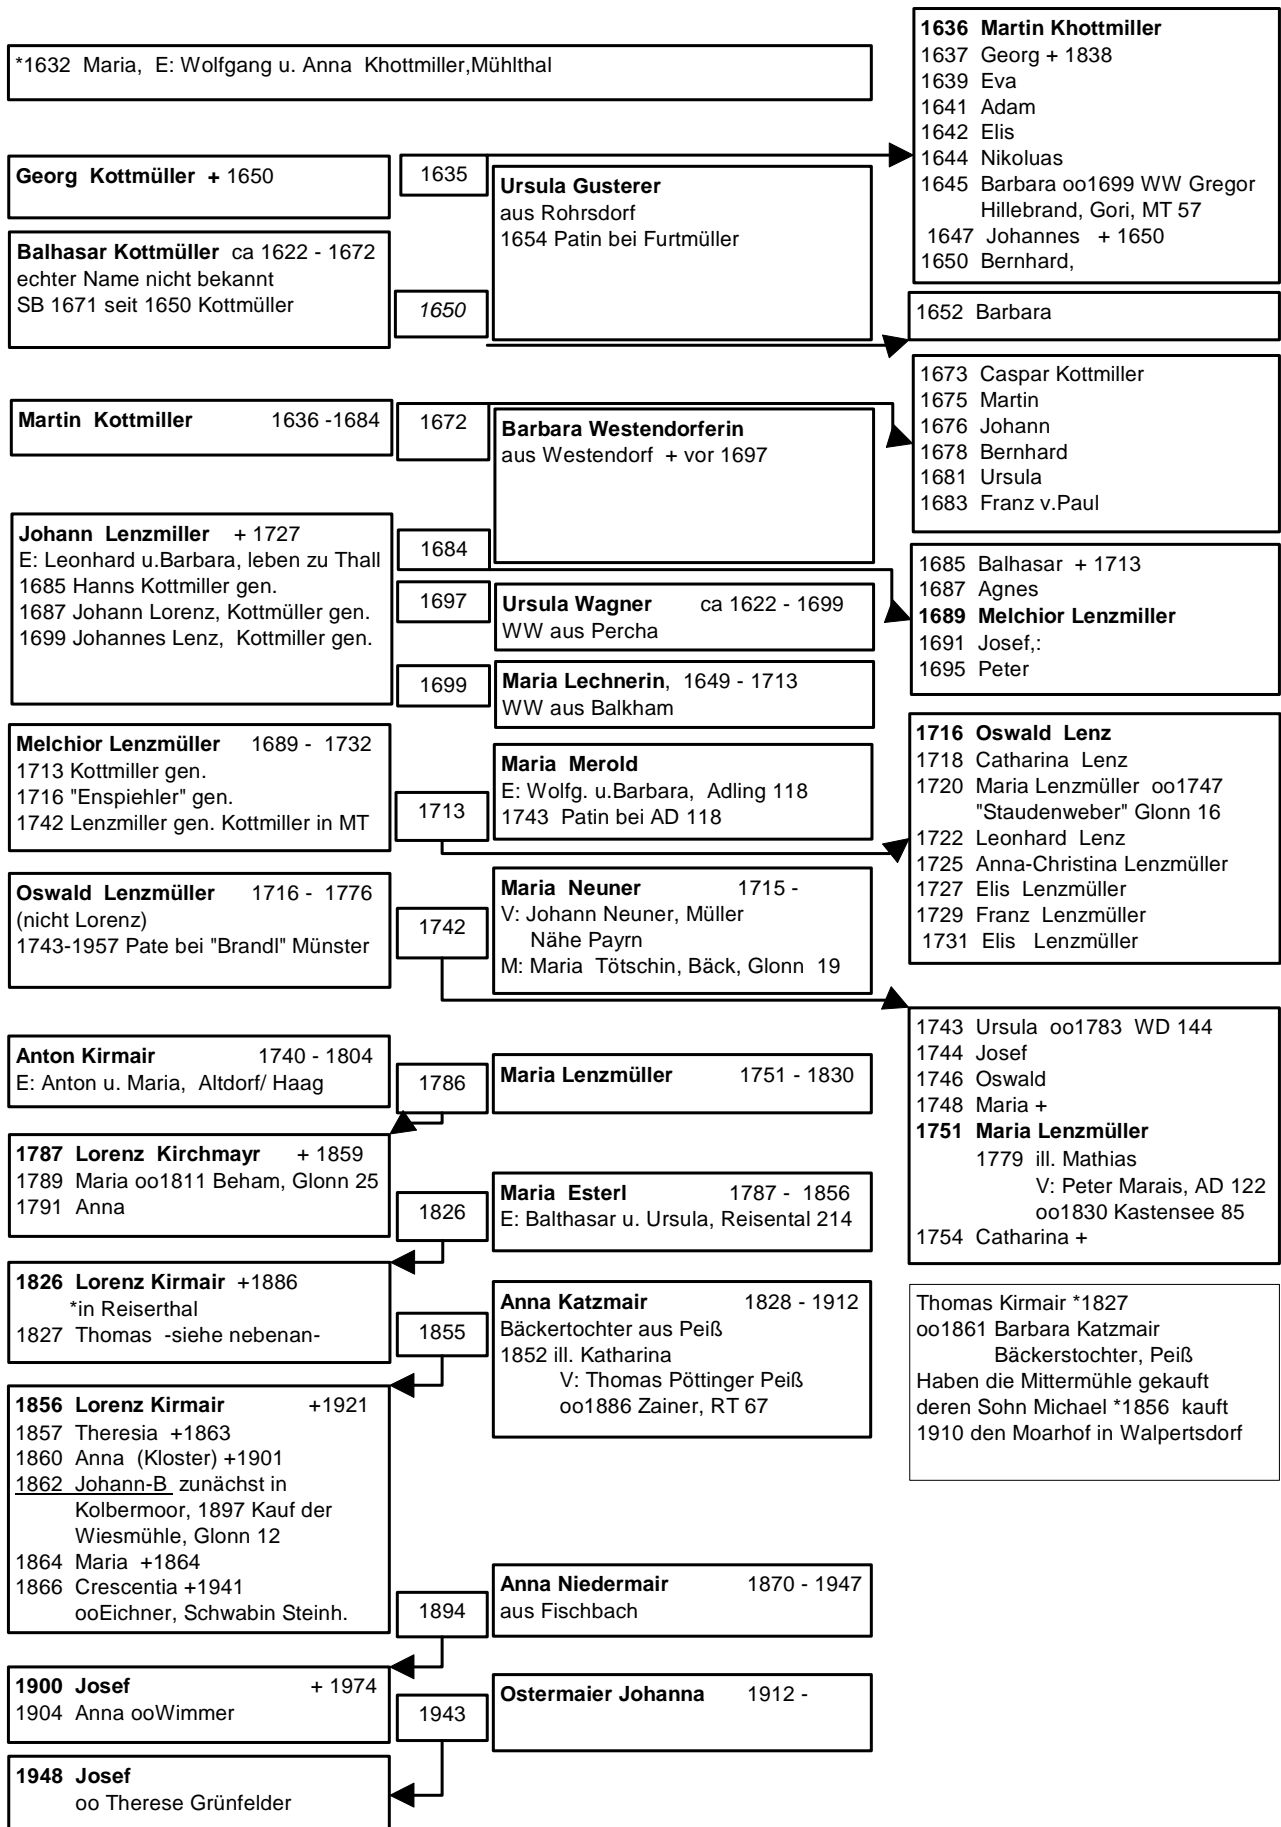 *1632 Maria, E: Wolfgang u. Anna Khottmiller,Mühlthal
1636 Martin Khottmiller
1637 Georg + 1838
1639 Eva
1641 Adam
1642 Elis
1644 Nikoluas
1645 Barbara oo1699 WW Gregor
Hillebrand, Gori, MT 57
1647 Johannes + 1650
1650 Bernhard,
Georg Kottmüller + 1650
1635
Ursula Gusterer
aus Rohrsdorf
1654 Patin bei Furtmüller
Balhasar Kottmüller ca 1622 - 1672
echter Name nicht bekannt
SB 1671 seit 1650 Kottmüller
1650
1652 Barbara
Martin Kottmiller 1636 -1684
1672
Barbara Westendorferin
aus Westendorf + vor 1697
1673 Caspar Kottmiller
1675 Martin
1676 Johann
1678 Bernhard
1681 Ursula
1683 Franz v.Paul
Johann Lenzmiller + 1727
E: Leonhard u.Barbara, leben zu Thall
1685 Hanns Kottmiller gen.
1687 Johann Lorenz, Kottmüller gen.
1699 Johannes Lenz, Kottmiller gen.
1684
1697
1699
Ursula Wagner ca 1622 - 1699
WW aus Percha
Maria Lechnerin, 1649 - 1713
WW aus Balkham
1685 Balhasar + 1713
1687 Agnes
1689 Melchior Lenzmiller
1691 Josef,:
1695 Peter
Melchior Lenzmüller 1689 - 1732
1713 Kottmiller gen.
1716 "Enspiehler" gen.
1742 Lenzmiller gen. Kottmiller in MT
1713
Maria Merold
E: Wolfg. u.Barbara, Adling 118
1743 Patin bei AD 118
1716 Oswald Lenz
1718 Catharina Lenz
1720 Maria Lenzmüller oo1747
"Staudenweber" Glonn 16
1722 Leonhard Lenz
1725 Anna-Christina Lenzmüller
1727 Elis Lenzmüller
1729 Franz Lenzmüller
1731 Elis Lenzmüller
Oswald Lenzmüller 1716 - 1776
(nicht Lorenz)
1743-1957 Pate bei "Brandl" Münster
1742
Maria Neuner 1715 -
V: Johann Neuner, Müller
Nähe Payrn
M: Maria Tötschin, Bäck, Glonn 19
1743 Ursula oo1783 WD 144
1744 Josef
1746 Oswald
1748 Maria +
1751 Maria Lenzmüller
1779 ill. Mathias
V: Peter Marais, AD 122
oo1830 Kastensee 85
1754 Catharina +
Anton Kirmair 1740 - 1804
E: Anton u. Maria, Altdorf/ Haag
1786
Maria Lenzmüller 1751 - 1830
1787 Lorenz Kirchmayr + 1859
1789 Maria oo1811 Beham, Glonn 25
1791 Anna
1826
Maria Esterl 1787 - 1856
E: Balthasar u. Ursula, Reisental 214
1826 Lorenz Kirmair +1886
*in Reiserthal
1827 Thomas -siehe nebenan-
1855
Anna Katzmair 1828 - 1912
Bäckertochter aus Peiß
1852 ill. Katharina
V: Thomas Pöttinger Peiß
oo1886 Zainer, RT 67
Thomas Kirmair *1827
oo1861 Barbara Katzmair
Bäckerstochter, Peiß
Haben die Mittermühle gekauft
deren Sohn Michael *1856 kauft
1910 den Moarhof in Walpertsdorf
1856 Lorenz Kirmair +1921
1857 Theresia +1863
1860 Anna (Kloster) +1901
1862 Johann-B zunächst in
Kolbermoor, 1897 Kauf der
Wiesmühle, Glonn 12
1864 Maria +1864
1866 Crescentia +1941
ooEichner, Schwabin Steinh.
1894
Anna Niedermair 1870 - 1947
aus Fischbach
1900 Josef + 1974
1904 Anna ooWimmer
1943
Ostermaier Johanna 1912 -
1948 Josef
oo Therese Grünfelder